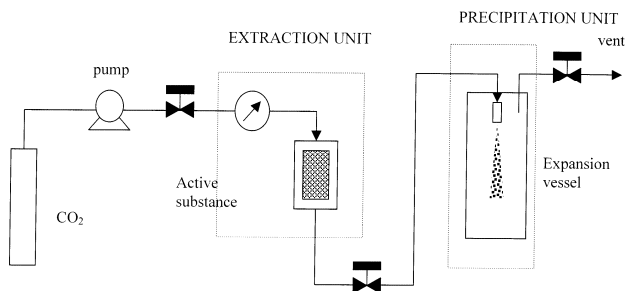 PRECIPITATION UNIT
vent
EXTRACTION UNIT
pump
Active
substance
Expansion
vessel
CO₂